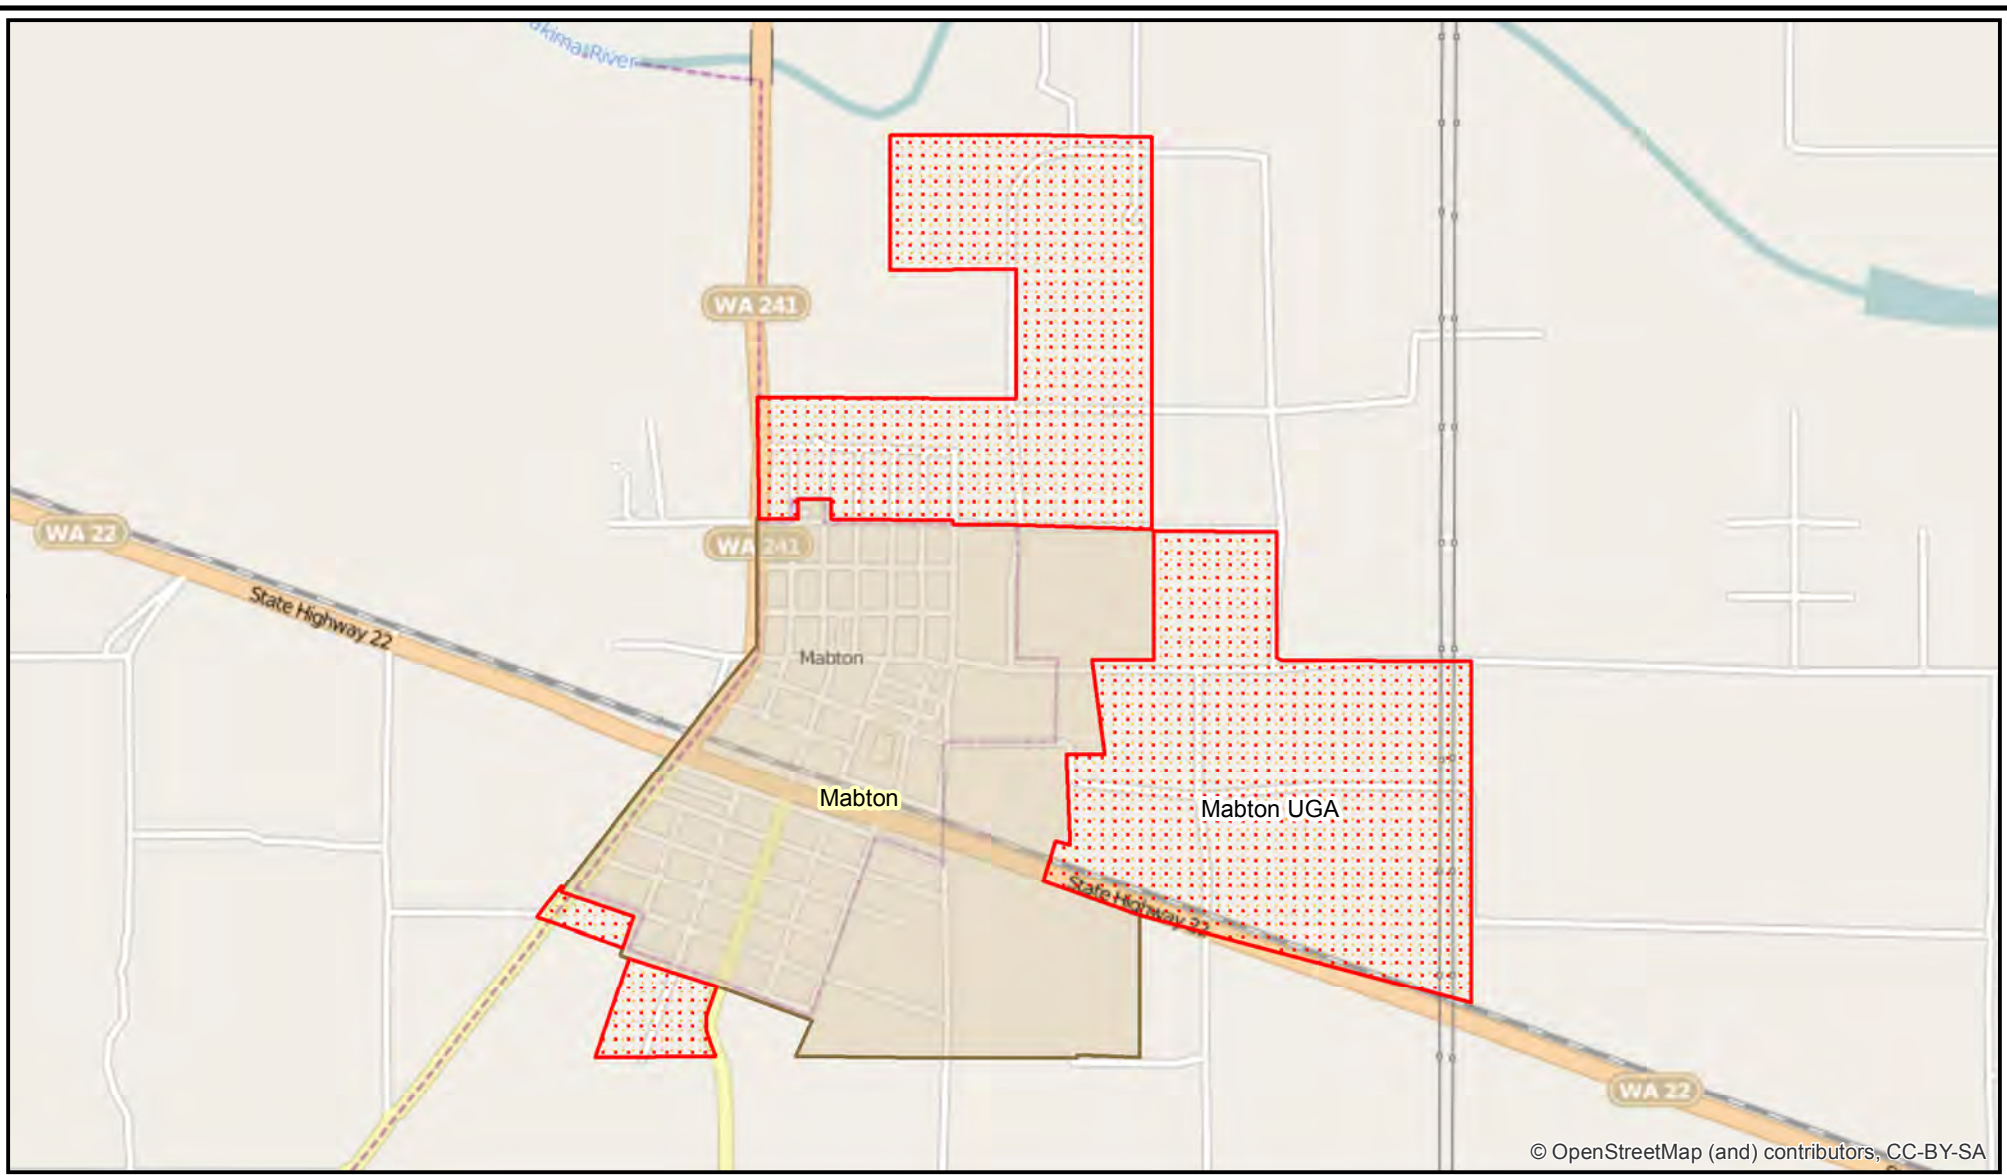 River
WA 241
WA 22
WA 241
State Highway 22
Mabton
Mabton
Mabton UGA
State Highway 22
WA 22
© OpenStreetMap (and) contributors, CC-BY-SA